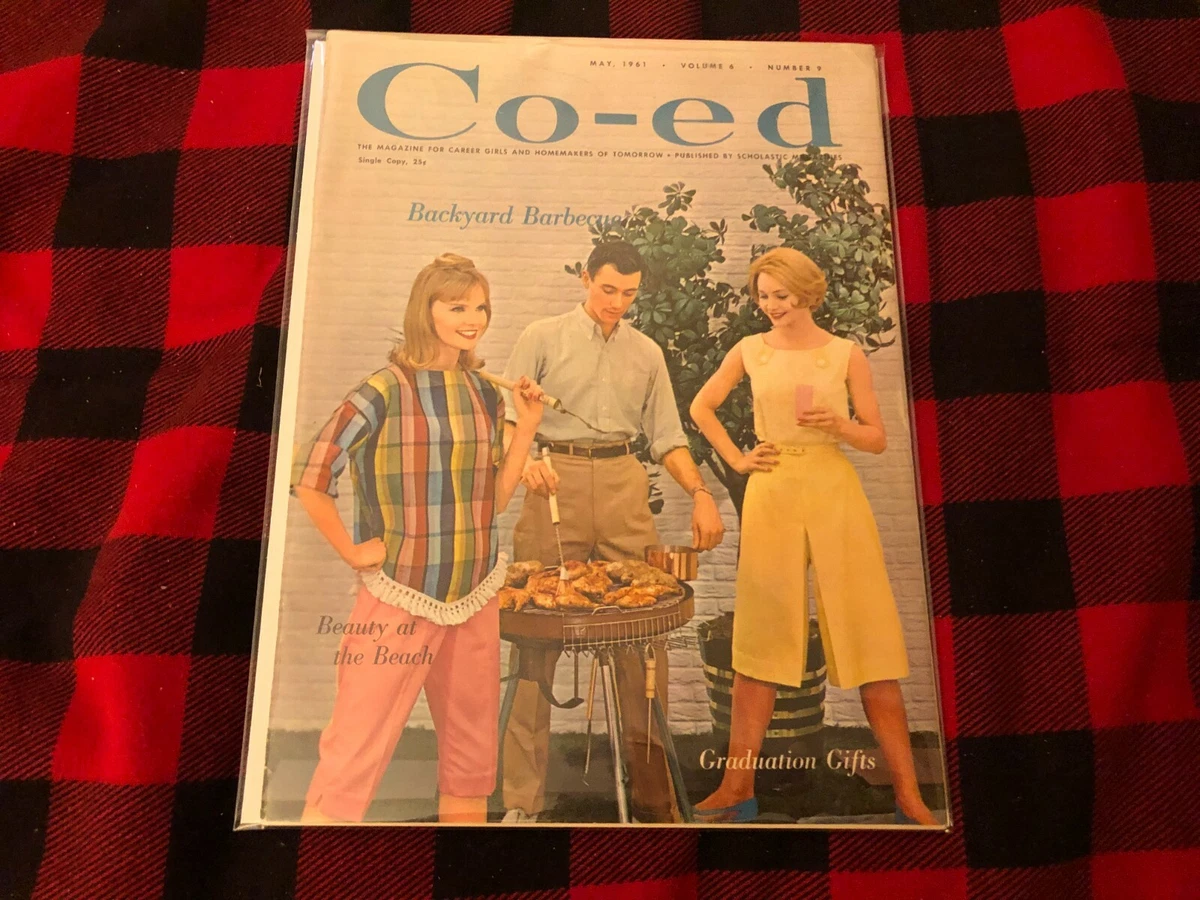 MAY, 1961 • VOLUME 6 • NUMBER 9
Co-ed
THE MAGAZINE FOR CAREER GIRLS AND HOMEMAKERS OF TOMORROW • PUBLISHED BY SCHOLASTIC MAGAZINES
Single Copy, 25¢
Backyard Barbecue
Beauty at
the Beach
Graduation Gifts